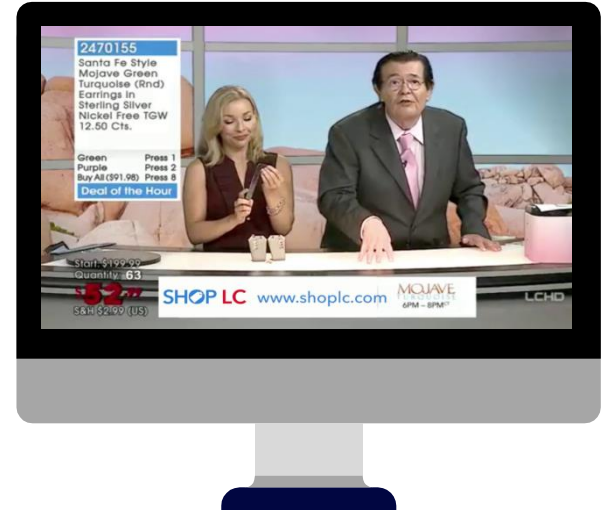 2470155
Santa Fe Style
Mojave Green
Turquoise (Rnd)
Earrings in
Sterling Silver
Nickel Free TGW
12.50 Cts.
Green Press 1
Purple Press 2
Buy All ($91.98) Press 8
Deal of the Hour
Start: $199.99
Quantity: 63
$52
S&H $2.99 (US)
SHOP LC www.shoplc.com
MOJAVE
TURQUOISE
6PM – 8PM
LCHD